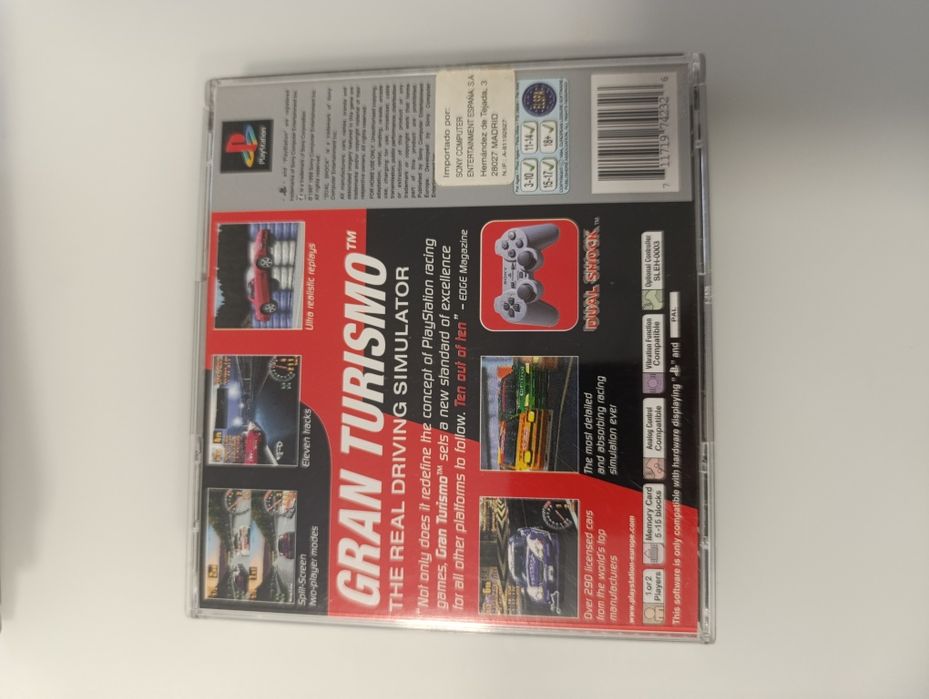 Split-Screen
two-player modes
Eleven tracks
Ultra realistic replays
GRAN TURISMO™
THE REAL DRIVING SIMULATOR
"Not only does it redefine the concept of PlayStation racing
games, Gran Turismo™ sets a new standard of excellence
for all other platforms to follow. Ten out of ten" – EDGE Magazine
Over 290 licensed cars
from the world's top
manufacturers
The most detailed
and absorbing racing
simulation ever
DUAL SHOCK™
www.playstation-europe.com
1 or 2
Players
Memory Card
5 -15 blocks
Analog Control
Compatible
Vibration Function
Compatible
Optional Controller
SLEH-0003
This software is only compatible with hardware displaying " " and PAL
PlayStation
Importado por:
SONY COMPUTER
ENTERTAINMENT ESPAÑA, S.A.
Hernández de Tejada, 3
28027 MADRID
3-10
11-14
15-17
18+
ELSPA
7 11719 74252 6